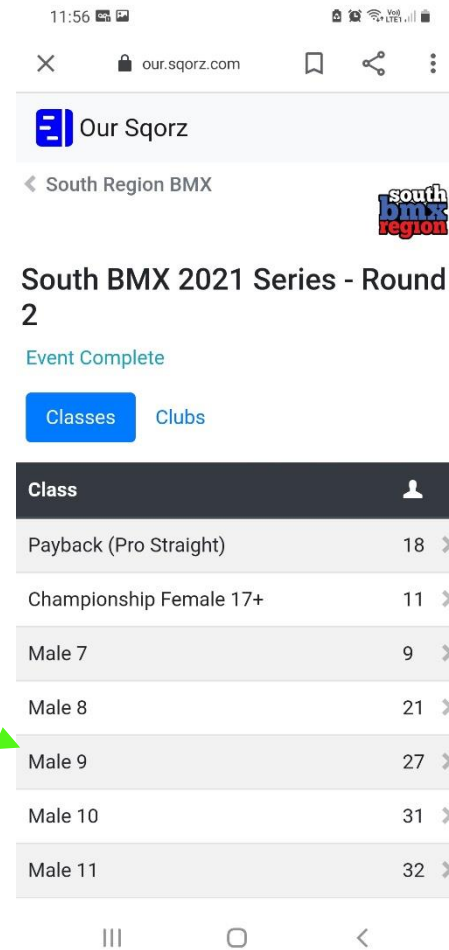 11:56
Vo)) LTE1
our.sqorz.com
Our Sqorz
South Region BMX
south bmx region
South BMX 2021 Series - Round
2
Event Complete
Classes Clubs
Class
Payback (Pro Straight) 18
Championship Female 17+ 11
Male 7 9
Male 8 21
Male 9 27
Male 10 31
Male 11 32